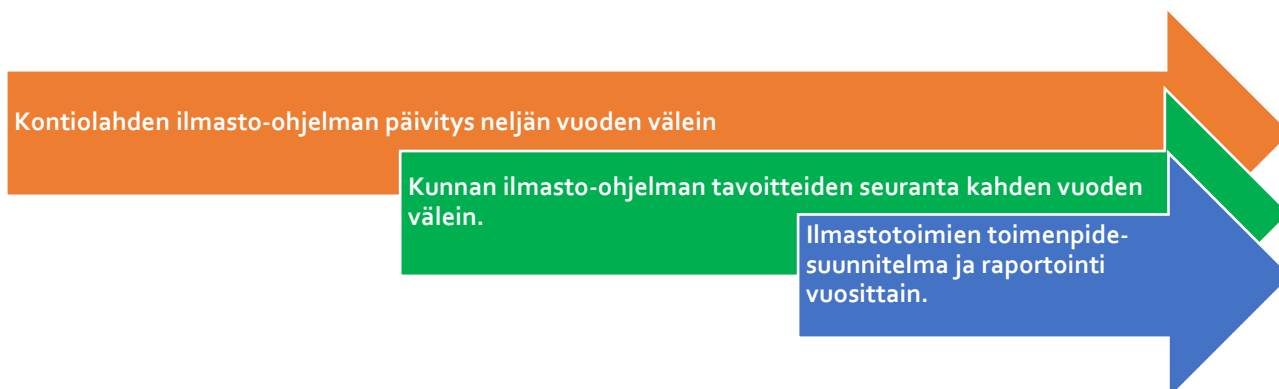 Kontiolahden ilmasto-ohjelman päivitys neljän vuoden välein
Kunnan ilmasto-ohjelman tavoitteiden seuranta kahden vuoden
välein.
Ilmastotoimien toimenpide-
suunnitelma ja raportointi
vuosittain.